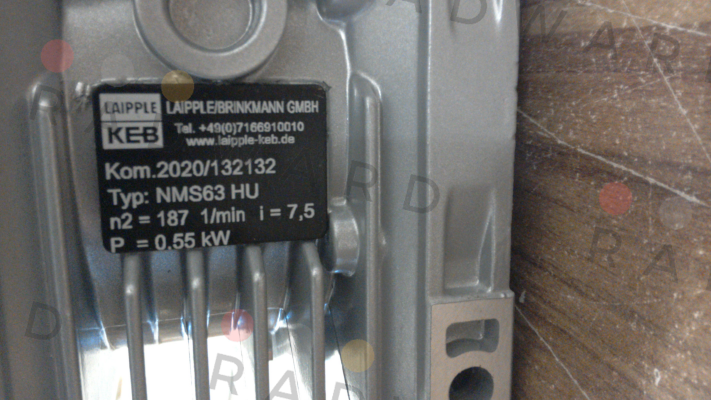 LAIPPLE
KEB
LAIPPLE/BRINKMANN GMBH
Tel. +49(0)7166910010
www.laipple-keb.de
Kom.2020/132132
Typ: NMS63 HU
n2 = 187 1/min i = 7,5
P = 0,55 kW